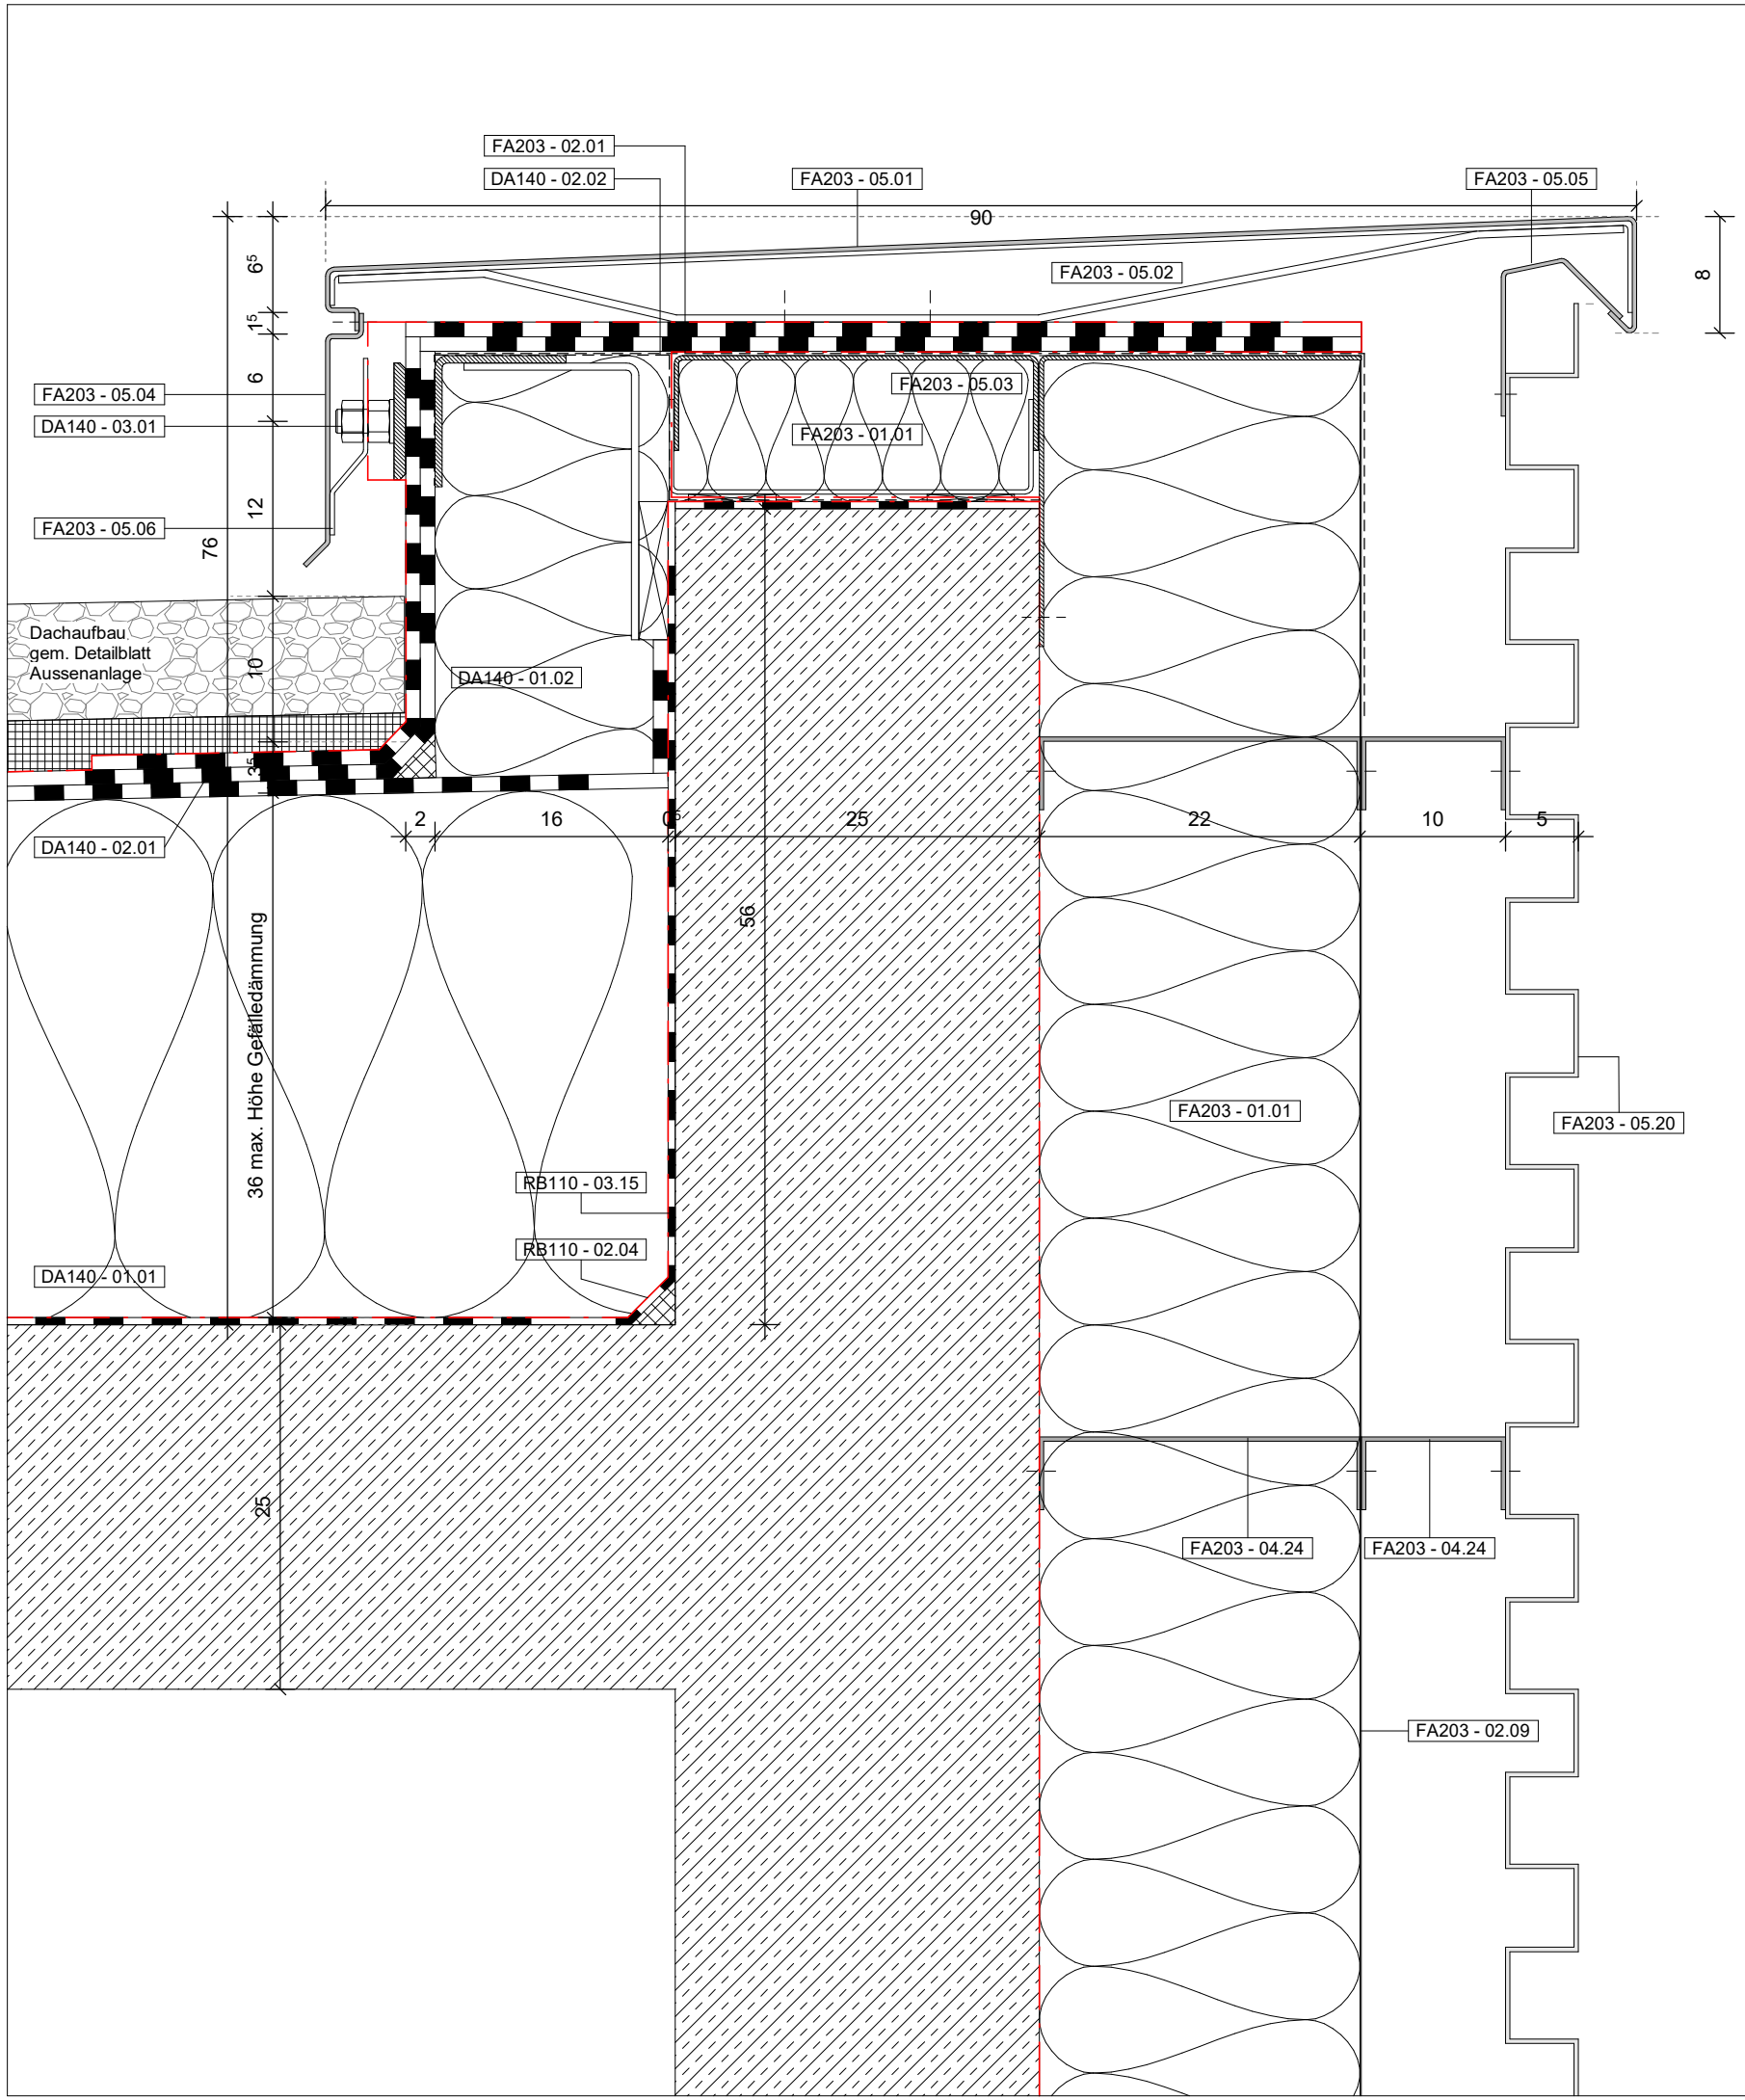 FA203 - 02.01
DA140 - 02.02
FA203 - 05.01
FA203 - 05.05
90
6⁵
FA203 - 05.02
8
1⁵
6
FA203 - 05.04
FA203 - 05.03
DA140 - 03.01
FA203 - 01.01
12
FA203 - 05.06
76
Dachaufbau
gem. Detailblatt
Aussenanlage
10
DA140 - 01.02
3⁵
2
16
0⁵
25
22
10
5
DA140 - 02.01
56
36 max. Höhe Gefälledämmung
FA203 - 01.01
FA203 - 05.20
RB110 - 03.15
RB110 - 02.04
DA140 - 01.01
25
FA203 - 04.24
FA203 - 04.24
FA203 - 02.09